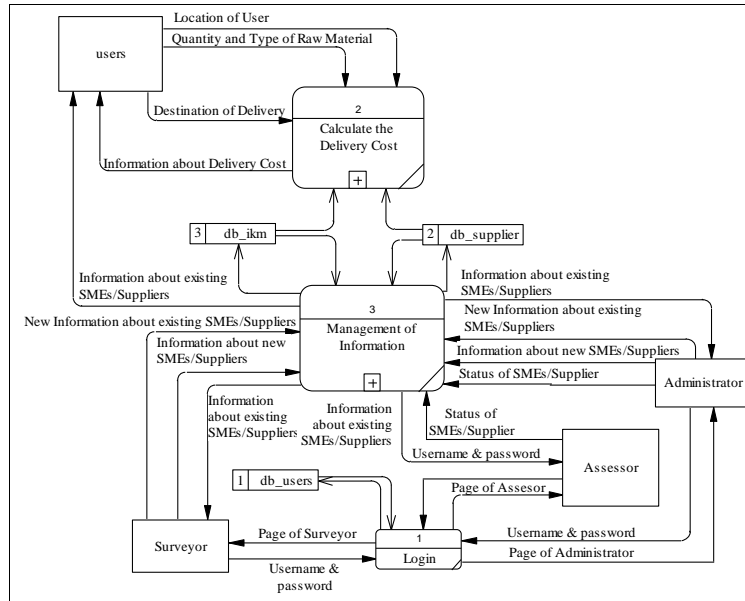 Location of User
Quantity and Type of Raw Material
users
2
Destination of Delivery
Calculate the
Delivery Cost
Information about Delivery Cost
+
3 db_ikm
2 db_supplier
Information about existing
SMEs/Suppliers
Information about existing
SMEs/Suppliers
3
New Information about existing
SMEs/Suppliers
New Information about existing SMEs/Suppliers
Management of
Information
Information about new
SMEs/Suppliers
Information about new SMEs/Suppliers
Status of SMEs/Supplier
+
Administrator
Information
about existing
SMEs/Suppliers
Information
about existing
SMEs/Suppliers
Status of
SMEs/Supplier
Username & password
Assessor
1 db_users
Page of Assesor
Surveyor
Page of Surveyor
1
Login
Username & password
Page of Administrator
Username &
password